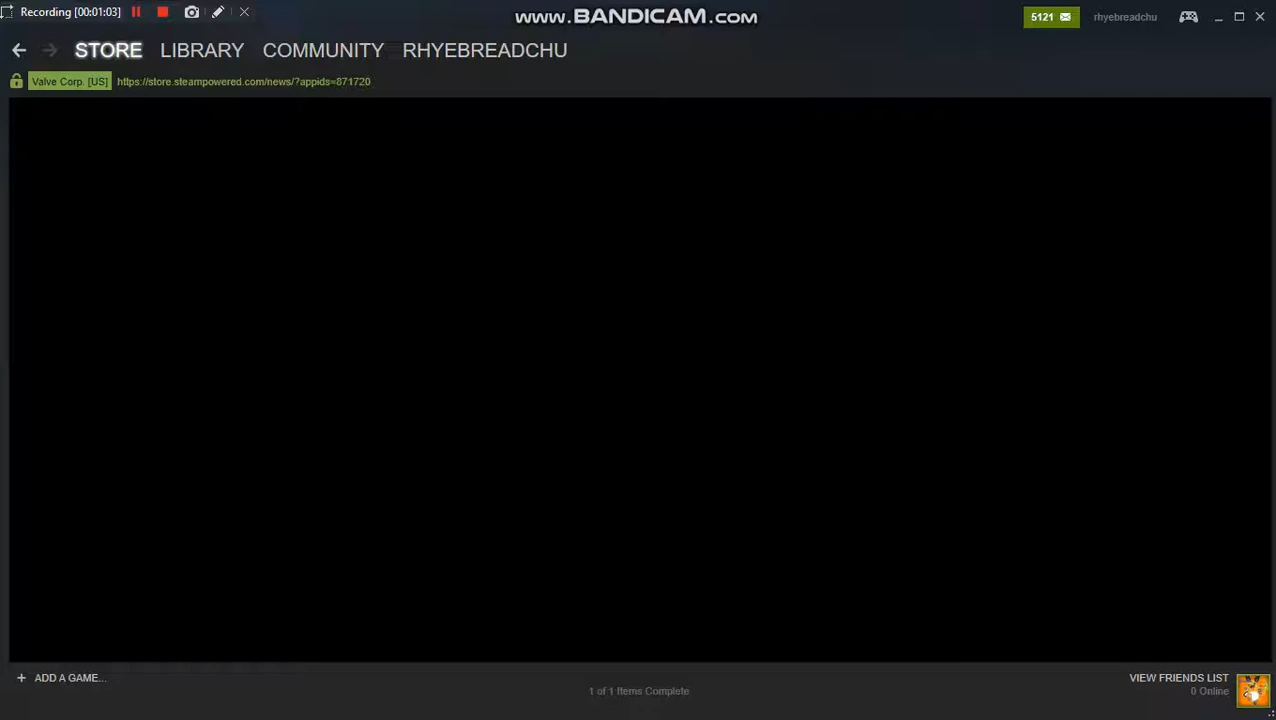 Recording [00:01:03]
www.BANDICAM.com
5121
rhyebreadchu
STORE LIBRARY COMMUNITY RHYEBREADCHU
Valve Corp. [US] https://store.steampowered.com/news/?appids=871720
+ ADD A GAME...
1 of 1 Items Complete
VIEW FRIENDS LIST
0 Online